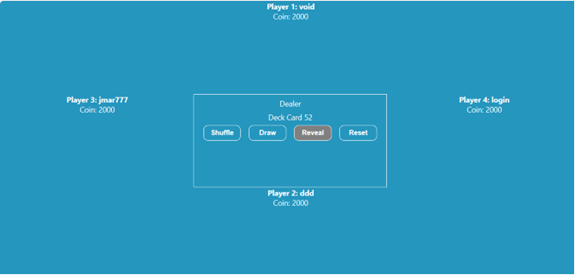 Player 1: void
Coin: 2000
Player 3: jmar777
Coin: 2000
Dealer
Deck Card 52
Shuffle Draw Reveal Reset
Player 4: login
Coin: 2000
Player 2: ddd
Coin: 2000